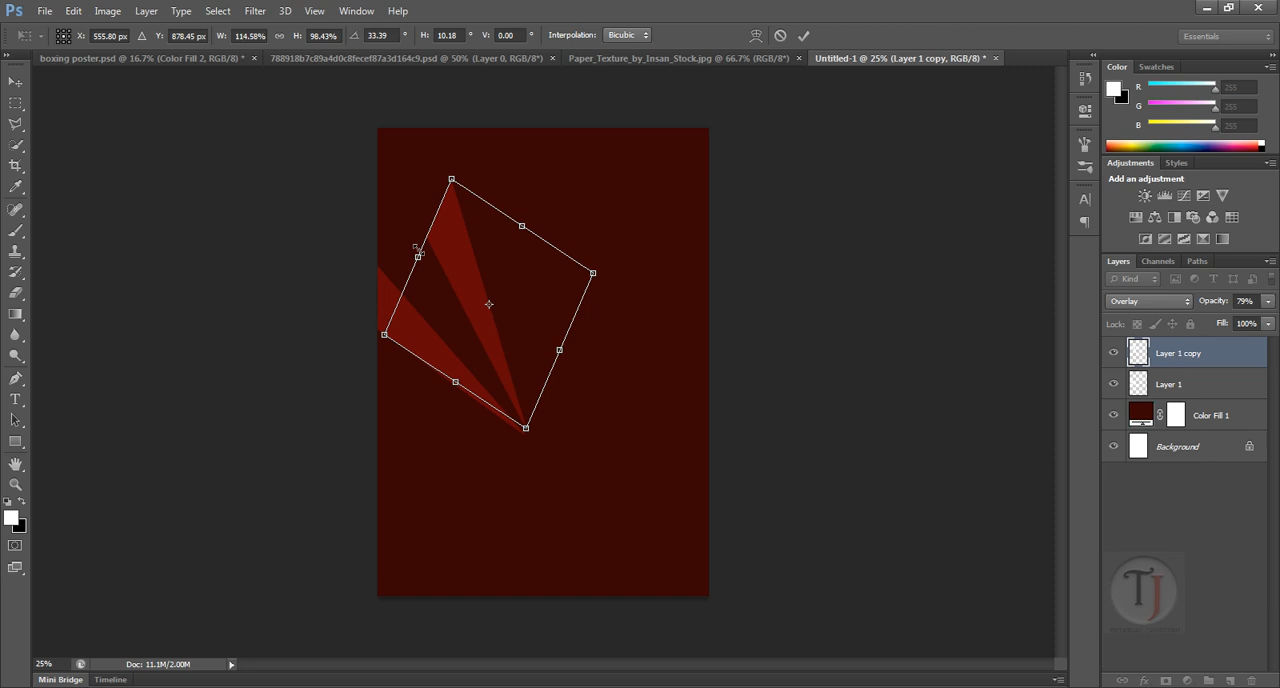 Ps File Edit Image Layer Type Select Filter 3D View Window Help
X: 555.80 px Y: 878.45 px W: 114.58% H: 98.43% 33.39 ° H: 10.18 ° V: 0.00 ° Interpolation: Bicubic Essentials
boxing poster.psd @ 16.7% (Color Fill 2, RGB/8) * × 788918b7c89a4d0c8fecef87a3d164c9.psd @ 50% (Layer 0, RGB/8*) × Paper_Texture_by_Insan_Stock.jpg @ 66.7% (RGB/8*) × Untitled-1 @ 25% (Layer 1 copy, RGB/8) * ×
Color Swatches
R 255
G 255
B 255
Adjustments Styles
Add an adjustment
Layers Channels Paths
Kind
Overlay Opacity: 79%
Lock: Fill: 100%
Layer 1 copy
Layer 1
Color Fill 1
Background
TJ
25% Doc: 11.1M/2.00M
Mini Bridge Timeline